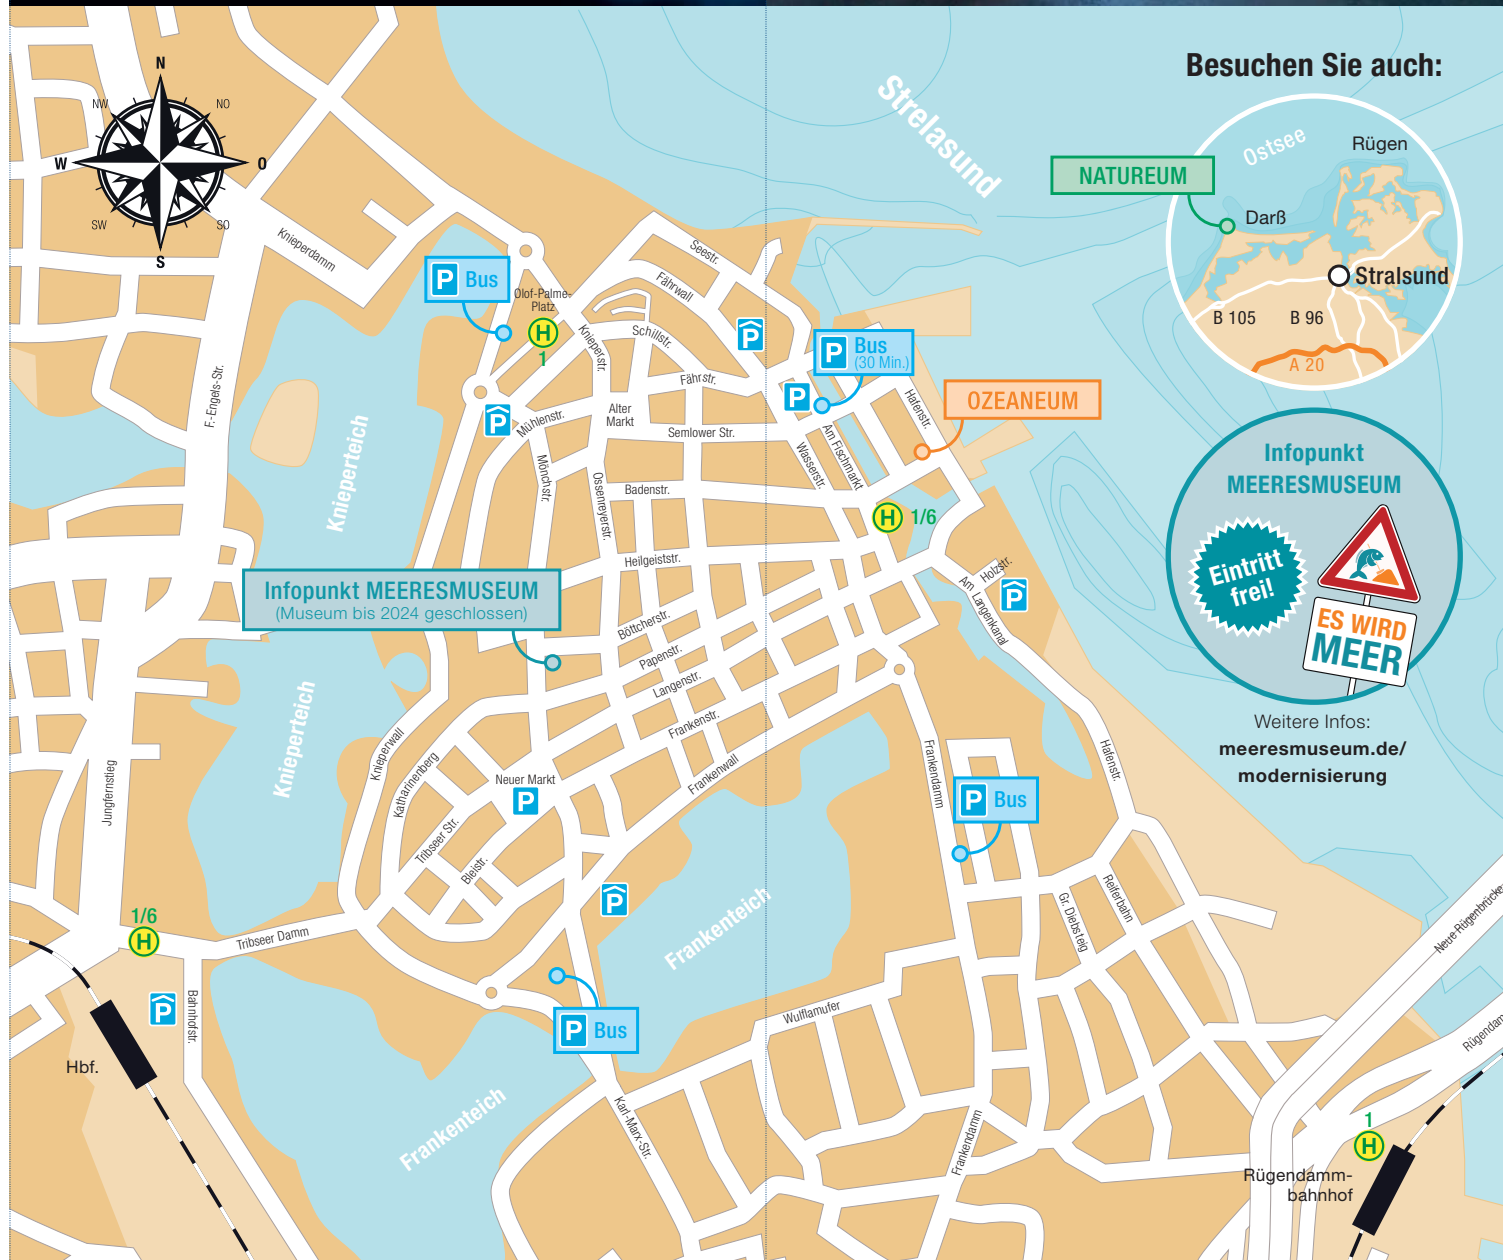 Besuchen Sie auch:
N
NW
NO
W
O
SW
SO
S
Strelasund
Ostsee
Rügen
NATUREUM
Darß
Stralsund
B 105
B 96
A 20
Knieperdamm
P Bus
Olof-Palme-
Platz
H
1
Seestr.
Fährwall
Schillstr.
Knieperstr.
P
P Bus
(30 Min.)
P
Fährstr.
Hafenstr.
OZEANEUM
F.-Engels-Str.
Knieperteich
P
Mühlenstr.
Alter
Markt
Semlower Str.
Am Fischmarkt
Wasserstr.
Mönchstr.
Ossenreyerstr.
Badenstr.
H 1/6
Infopunkt
MEERESMUSEUM
Eintritt
frei!
ES WIRD
MEER
Weitere Infos:
meeresmuseum.de/
modernisierung
Heilgeiststr.
Infopunkt MEERESMUSEUM
(Museum bis 2024 geschlossen)
Holzstr.
Am Langenkanal
P
Böttcherstr.
Papenstr.
Langenstr.
Frankenstr.
Frankenwall
Knieperteich
Knieperwall
Katharinenberg
Jungfernstieg
Neuer Markt
P
Tribseer Str.
Bleistr.
Frankendamm
P Bus
Hafenstr.
P
Frankenteich
Gr. Diebsteig
Reiferbahn
Neue Rügenbrücke
1/6
H
Tribseer Damm
P
Bahnhofstr.
Hbf.
P Bus
Wulflamufer
Frankenteich
Karl-Marx-Str.
Frankendamm
1
H
Rügendamm-
bahnhof